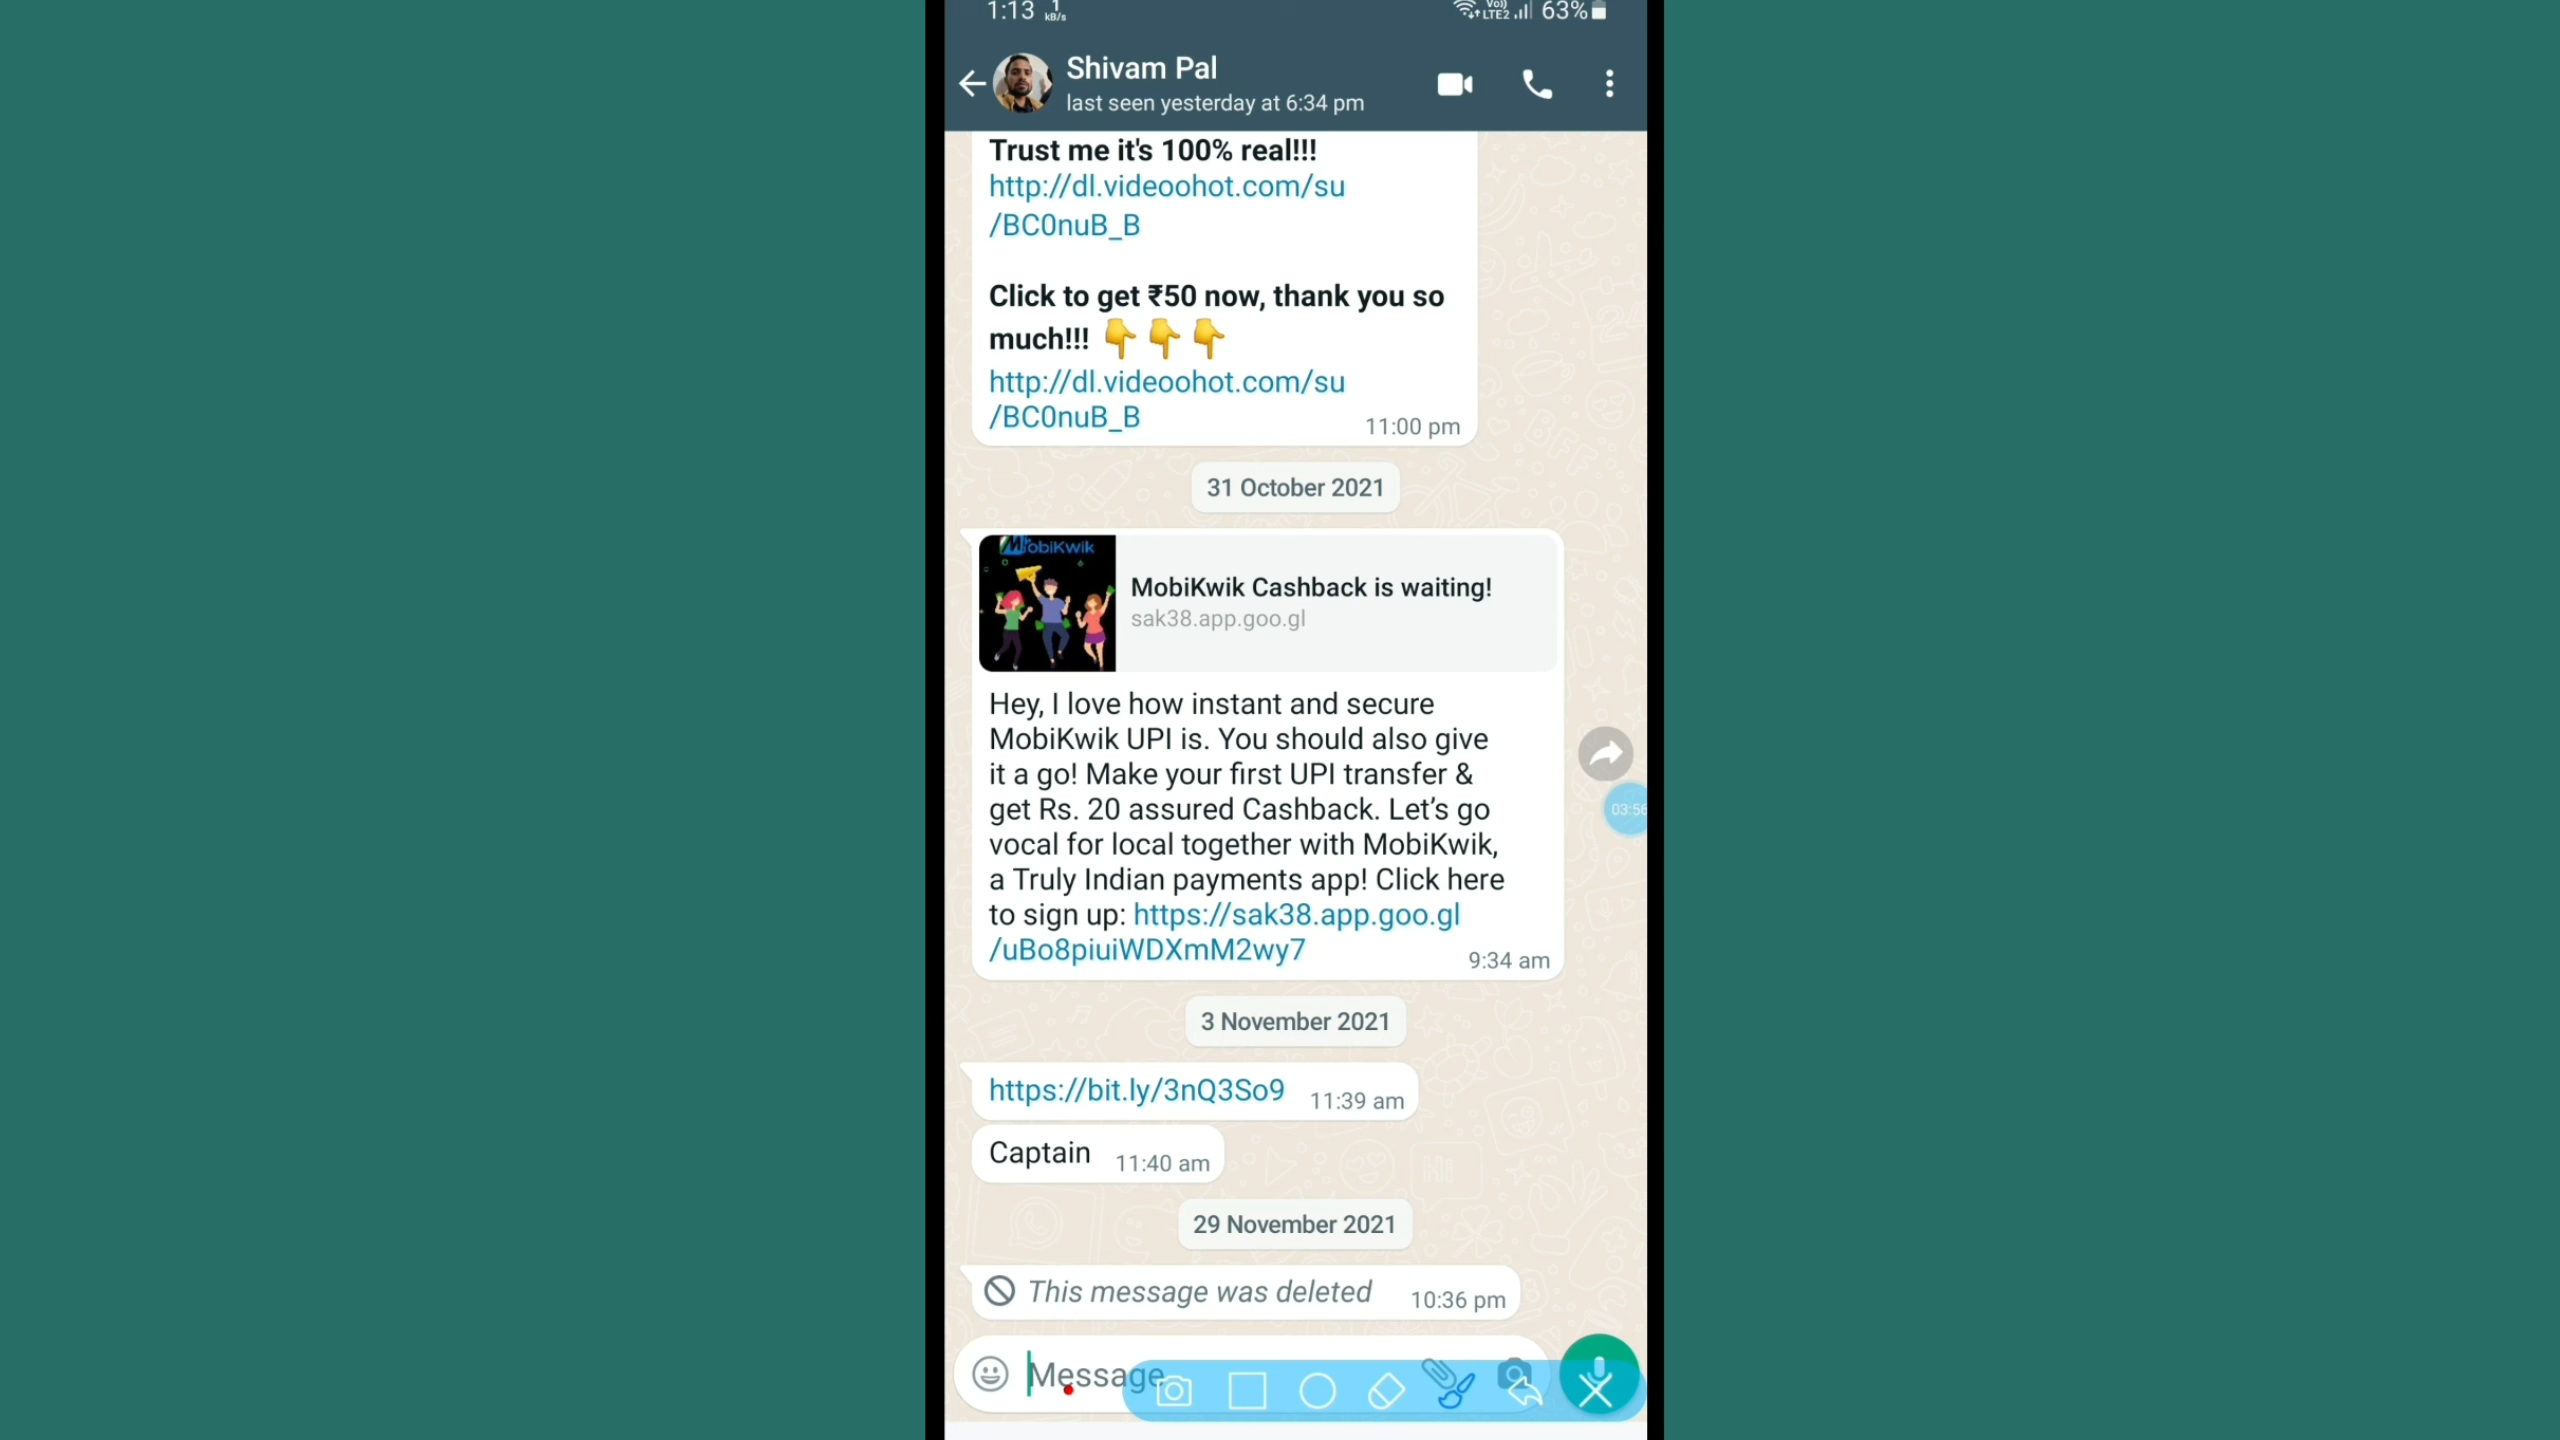 1:13 1 kB/s Vo)) LTE2 63%
Shivam Pal
last seen yesterday at 6:34 pm
Trust me it's 100% real!!!
http://dl.videoohot.com/su
/BC0nuB_B
Click to get ₹50 now, thank you so
much!!! 👇👇👇
http://dl.videoohot.com/su
/BC0nuB_B
11:00 pm
31 October 2021
MobiKwik
MobiKwik Cashback is waiting!
sak38.app.goo.gl
Hey, I love how instant and secure
MobiKwik UPI is. You should also give
it a go! Make your first UPI transfer &
get Rs. 20 assured Cashback. Let’s go
vocal for local together with MobiKwik,
a Truly Indian payments app! Click here
to sign up: https://sak38.app.goo.gl
/uBo8piuiWDXmM2wy7
9:34 am
03:56
3 November 2021
https://bit.ly/3nQ3So9 11:39 am
Captain 11:40 am
29 November 2021
This message was deleted 10:36 pm
Message